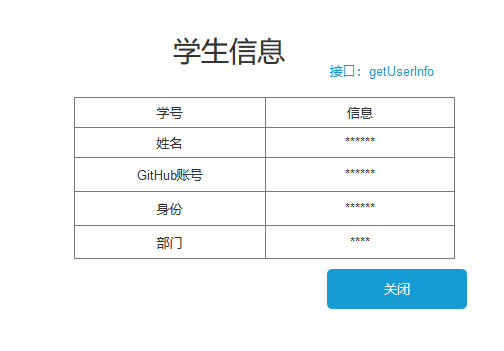 学生信息
接口：getUserInfo
学号 信息
姓名 ******
GitHub账号 ******
身份 ******
部门 ****
关闭